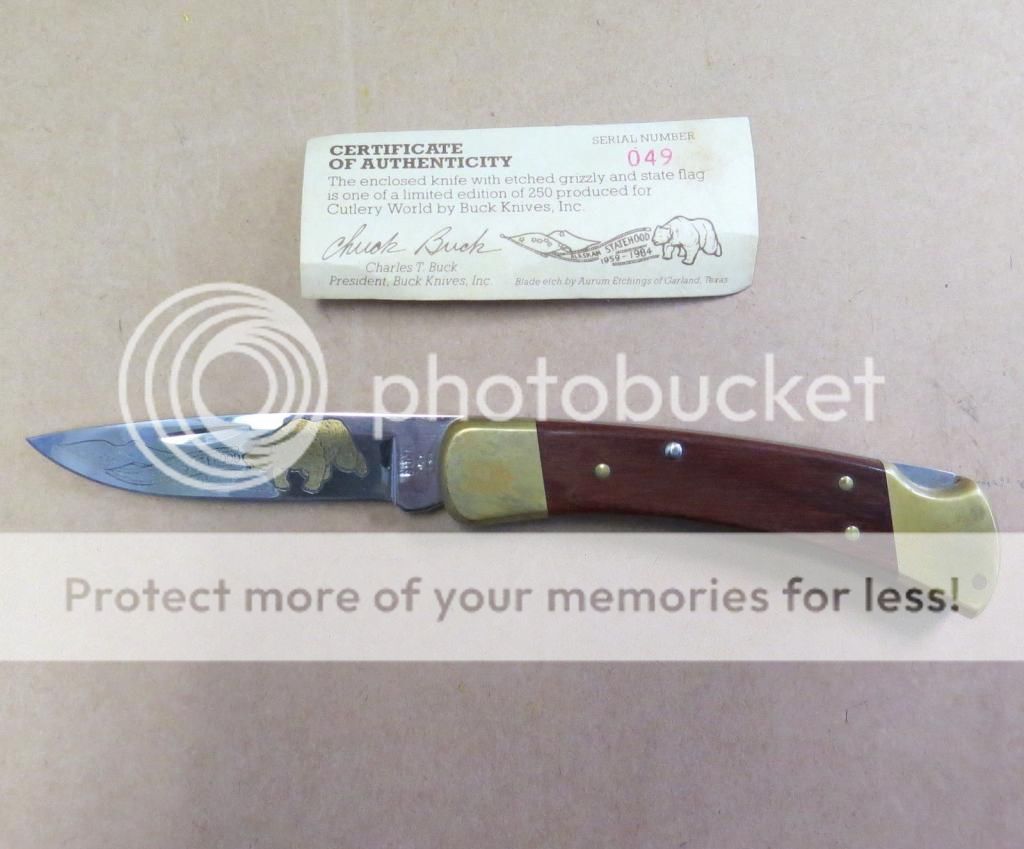 CERTIFICATE
OF AUTHENTICITY
SERIAL NUMBER
049
The enclosed knife with etched grizzly and state flag
is one of a limited edition of 250 produced for
Cutlery World by Buck Knives, Inc.
Chuck Buck
Charles T. Buck
President, Buck Knives, Inc.
ALASKAN STATEHOOD
1959-1984
Blade etch by Aurum Etchings of Garland, Texas
photobucket
Protect more of your memories for less!